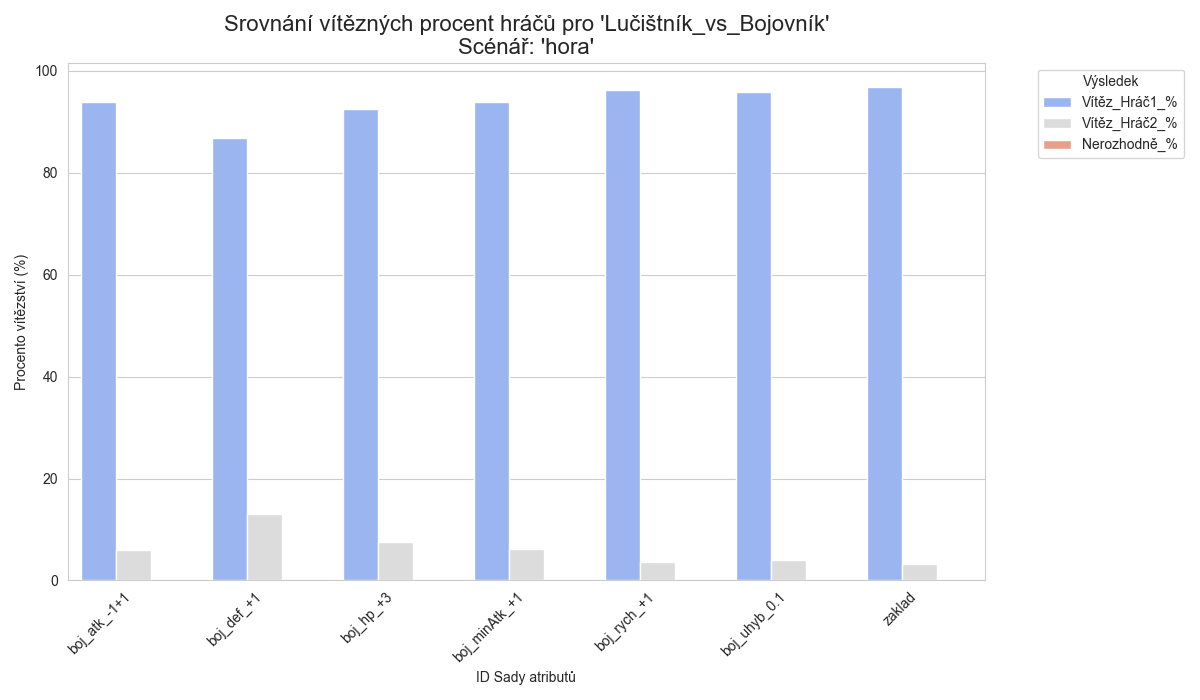 Srovnání vítězných procent hráčů pro 'Lučištník_vs_Bojovník'
Scénář: 'hora'
Procento vítězství (%)
100
80
60
40
20
0
boj_atk_-1+1
boj_def_+1
boj_hp_+3
boj_minAtk_+1
boj_rych_+1
boj_uhyb_0.1
zaklad
ID Sady atributů
Výsledek
Vítěz_Hráč1_%
Vítěz_Hráč2_%
Nerozhodně_%